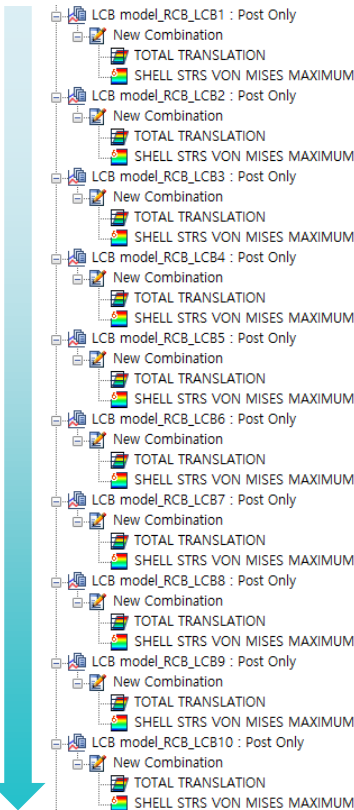 LCB model_RCB_LCB1 : Post Only
New Combination
TOTAL TRANSLATION
SHELL STRS VON MISES MAXIMUM
LCB model_RCB_LCB2 : Post Only
New Combination
TOTAL TRANSLATION
SHELL STRS VON MISES MAXIMUM
LCB model_RCB_LCB3 : Post Only
New Combination
TOTAL TRANSLATION
SHELL STRS VON MISES MAXIMUM
LCB model_RCB_LCB4 : Post Only
New Combination
TOTAL TRANSLATION
SHELL STRS VON MISES MAXIMUM
LCB model_RCB_LCB5 : Post Only
New Combination
TOTAL TRANSLATION
SHELL STRS VON MISES MAXIMUM
LCB model_RCB_LCB6 : Post Only
New Combination
TOTAL TRANSLATION
SHELL STRS VON MISES MAXIMUM
LCB model_RCB_LCB7 : Post Only
New Combination
TOTAL TRANSLATION
SHELL STRS VON MISES MAXIMUM
LCB model_RCB_LCB8 : Post Only
New Combination
TOTAL TRANSLATION
SHELL STRS VON MISES MAXIMUM
LCB model_RCB_LCB9 : Post Only
New Combination
TOTAL TRANSLATION
SHELL STRS VON MISES MAXIMUM
LCB model_RCB_LCB10 : Post Only
New Combination
TOTAL TRANSLATION
SHELL STRS VON MISES MAXIMUM